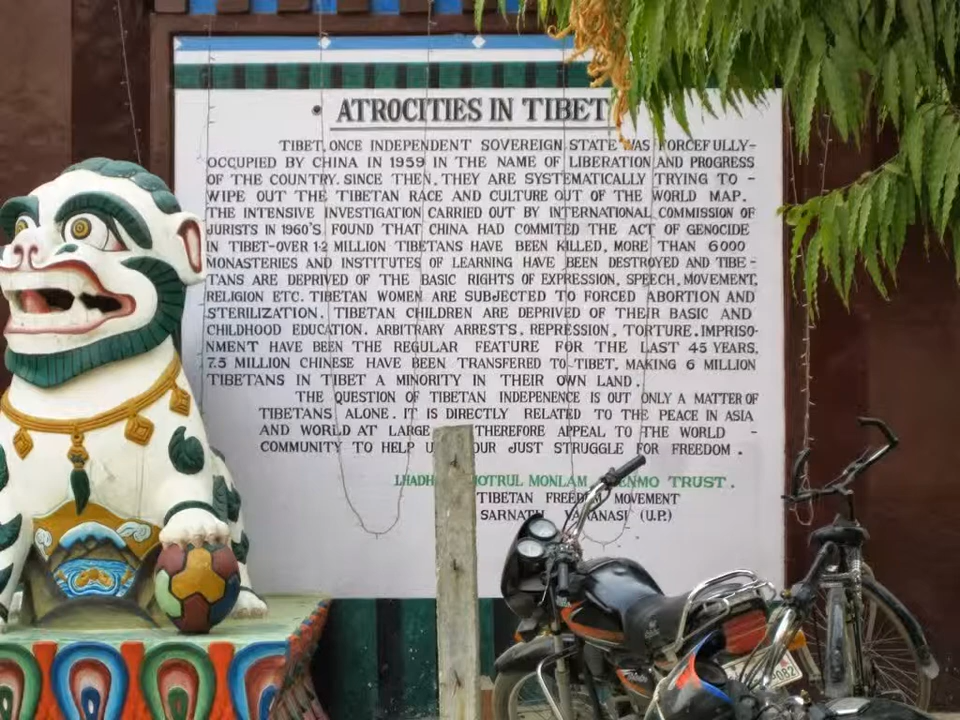 ATROCITIES IN TIBET
TIBET, ONCE INDEPENDENT SOVEREIGN STATE WAS FORCEFULLY-
OCCUPIED BY CHINA IN 1959 IN THE NAME OF LIBERATION AND PROGRESS
OF THE COUNTRY. SINCE THEN, THEY ARE SYSTEMATICALLY TRYING TO -
WIPE OUT THE TIBETAN RACE AND CULTURE OUT OF THE WORLD MAP.
THE INTENSIVE INVESTIGATION CARRIED OUT BY INTERNATIONAL COMMISSION OF
JURISTS IN 1960'S FOUND THAT CHINA HAD COMMITED THE ACT OF GENOCIDE
IN TIBET-OVER 1·2 MILLION TIBETANS HAVE BEEN KILLED, MORE THAN 6000
MONASTERIES AND INSTITUTES OF LEARNING HAVE BEEN DESTROYED AND TIBE-
TANS ARE DEPRIVED OF THE BASIC RIGHTS OF EXPRESSION, SPEECH, MOVEMENT,
RELIGION ETC. TIBETAN WOMEN ARE SUBJECTED TO FORCED ABORTION AND
STERILIZATION. TIBETAN CHILDREN ARE DEPRIVED OF THEIR BASIC AND
CHILDHOOD EDUCATION. ARBITRARY ARRESTS, REPRESSION, TORTURE. IMPRISO-
NMENT HAVE BEEN THE REGULAR FEATURE FOR THE LAST 45 YEARS,
7.5 MILLION CHINESE HAVE BEEN TRANSFERED TO TIBET, MAKING 6 MILLION
TIBETANS IN TIBET A MINORITY IN THEIR OWN LAND.
THE QUESTION OF TIBETAN INDEPENENCE IS OUT ONLY A MATTER OF
TIBETANS ALONE. IT IS DIRECTLY RELATED TO THE PEACE IN ASIA
AND WORLD AT LARGE THEREFORE APPEAL TO THE WORLD -
COMMUNITY TO HELP OUR JUST STRUGGLE FOR FREEDOM.
MONLAM TRUST.
TIBETAN FREEDOM MOVEMENT
SARNATH, VARANASI (U.P.)